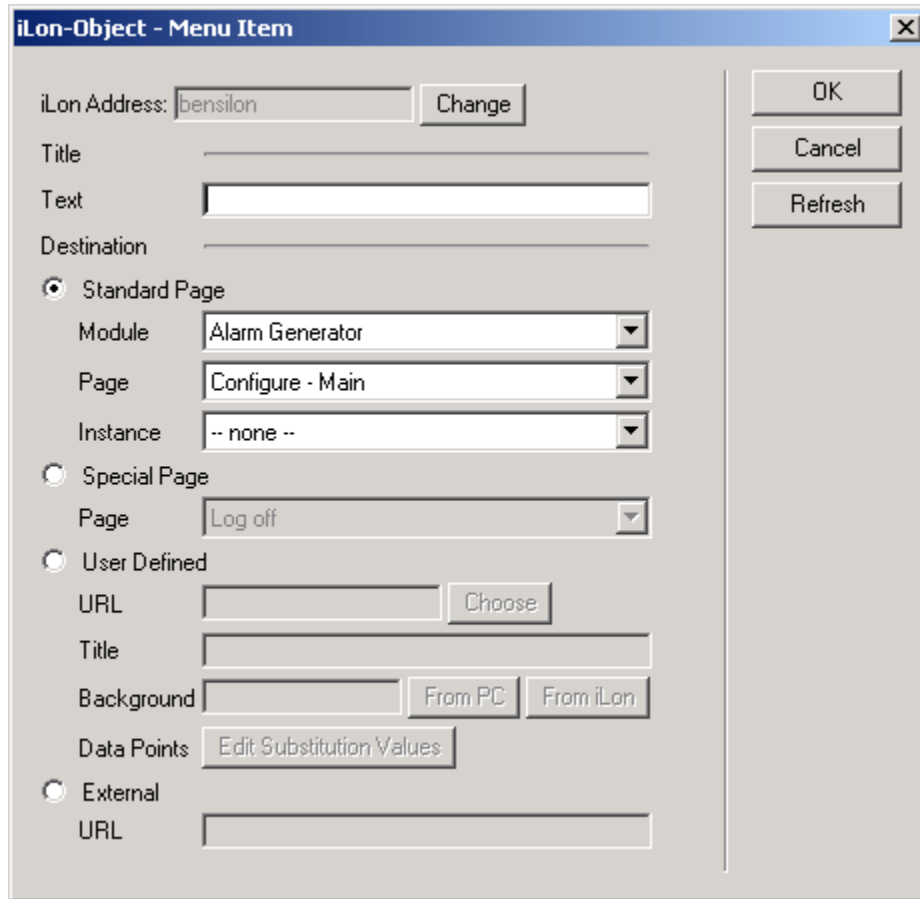 iLon-Object - Menu Item
iLon Address: bensilon Change
OK
Title
Cancel
Text
Refresh
Destination
Standard Page
Module Alarm Generator
Page Configure - Main
Instance -- none --
Special Page
Page Log off
User Defined
URL Choose
Title
Background From PC From iLon
Data Points Edit Substitution Values
External
URL